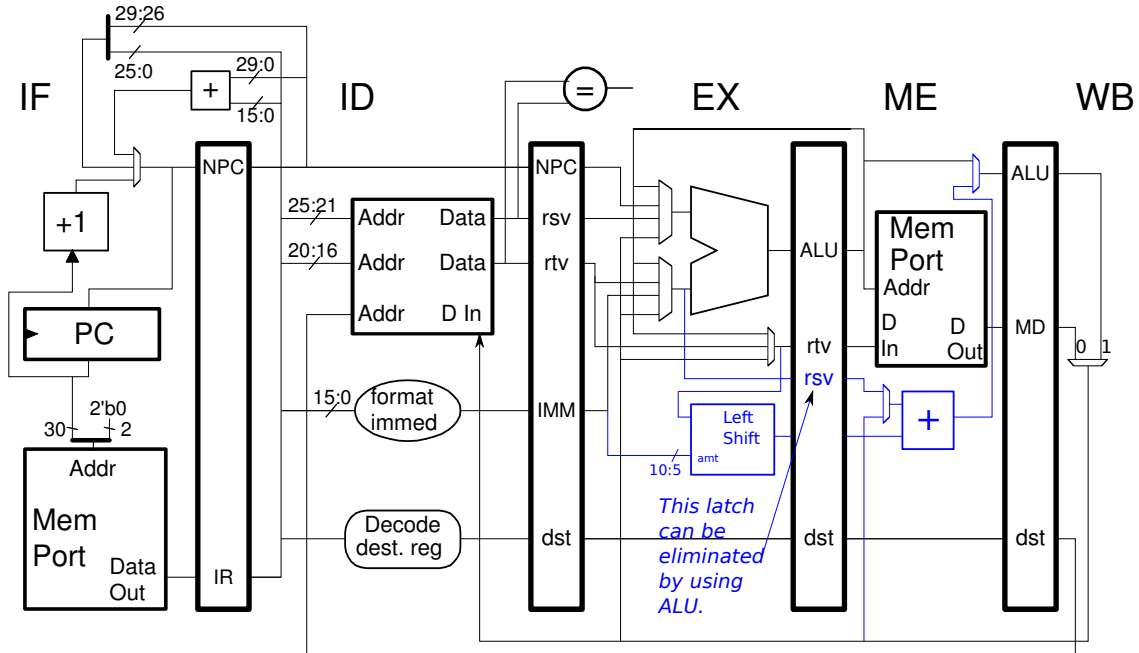 29:26
25:0
29:0
15:0
IF
ID
EX
ME
WB
+
=
NPC
NPC
+1
PC
25:21
20:16
Addr
Data
Addr
Data
Addr
D In
rsv
rtv
ALU
Mem
Port
Addr
D
In
D
Out
ALU
MD
0
1
rtv
rsv
2'b0
30
2
Addr
Mem
Port
Data
Out
IR
15:0
format
immed
IMM
Left
Shift
amt
10:5
+
Decode
dest. reg
dst
dst
dst
This latch
can be
eliminated
by using
ALU.